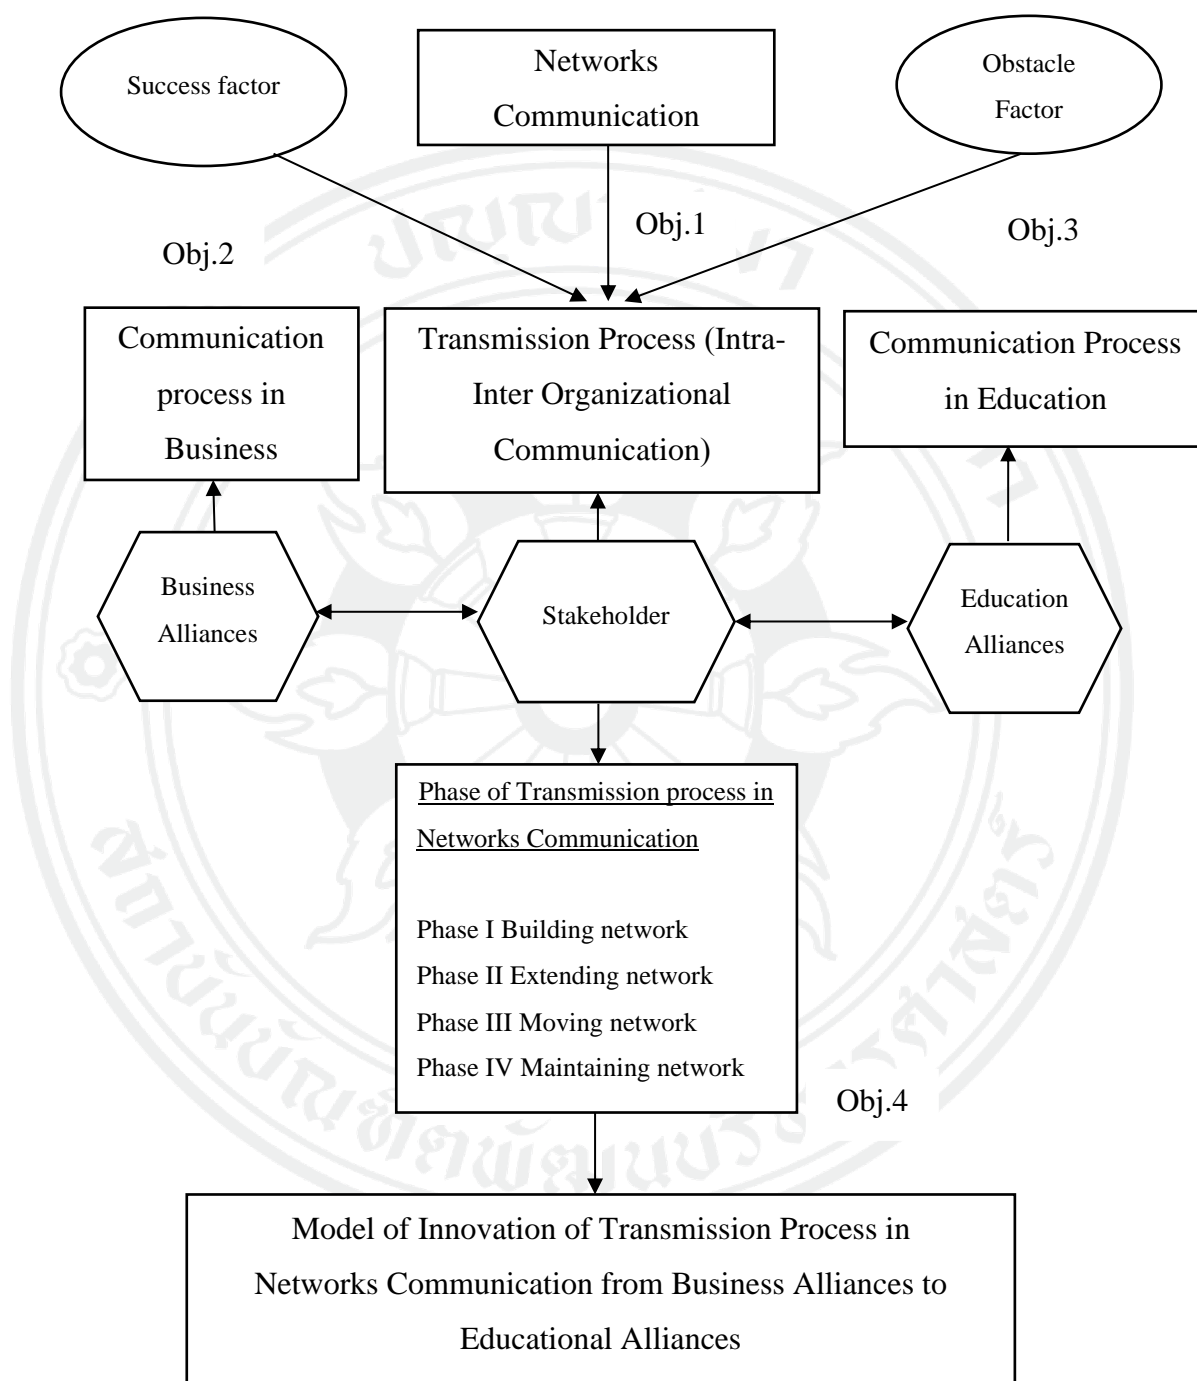 Success factor
Networks
Communication
Obstacle
Factor
Obj.1
Obj.2
Obj.3
Communication
process in
Business
Transmission Process (Intra-
Inter Organizational
Communication)
Communication Process
in Education
Business
Alliances
Stakeholder
Education
Alliances
Phase of Transmission process in
Networks Communication
Phase I Building network
Phase II Extending network
Phase III Moving network
Phase IV Maintaining network
Obj.4
Model of Innovation of Transmission Process in
Networks Communication from Business Alliances to
Educational Alliances